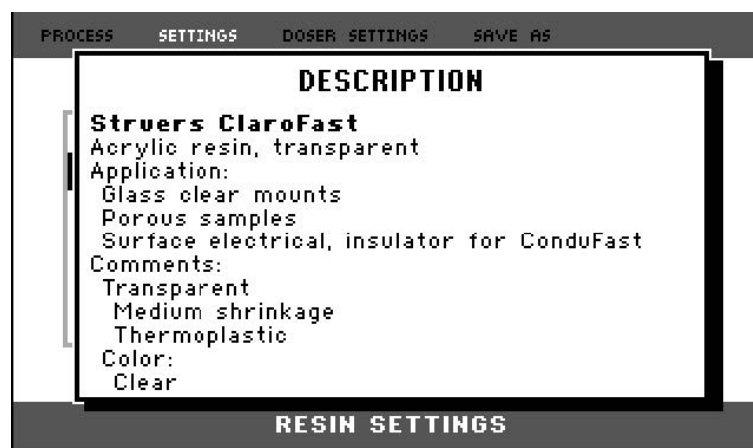 PROCESS SETTINGS DOSER SETTINGS SAVE AS
DESCRIPTION
Struers ClaroFast
Acrylic resin, transparent
Application:
Glass clear mounts
Porous samples
Surface electrical, insulator for ConduFast
Comments:
Transparent
Medium shrinkage
Thermoplastic
Color:
Clear
RESIN SETTINGS